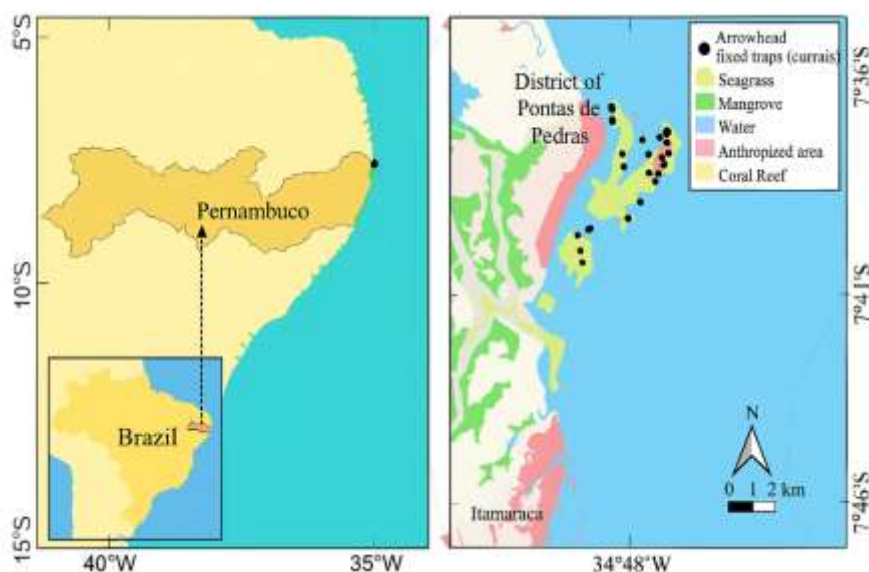 5°S
10°S
15°S
40°W
35°W
Pernambuco
Brazil
District of
Pontas de
Pedras
Itamaraca
Arrowhead
fixed traps (currais)
Seagrass
Mangrove
Water
Anthropized area
Coral Reef
N
0 1 2 km
7°36'S
7°41'S
7°46'S
34°48'W